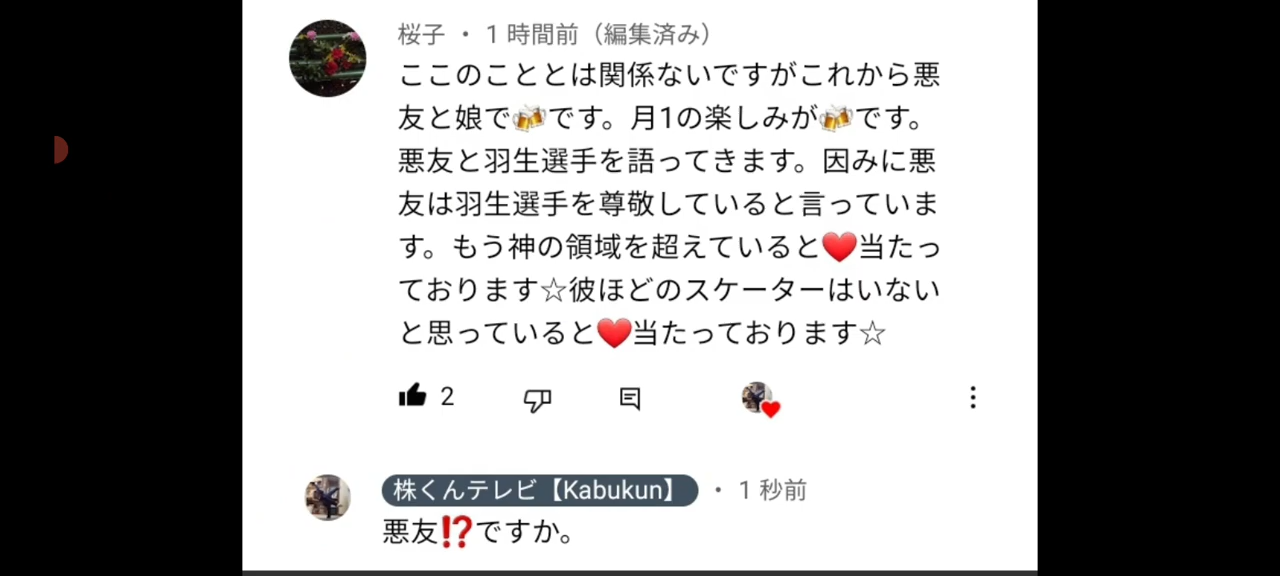 桜子 ・ 1 時間前（編集済み）
ここのこととは関係ないですがこれから悪
友と娘で🍻です。月1の楽しみが🍻です。
悪友と羽生選手を語ってきます。因みに悪
友は羽生選手を尊敬していると言っていま
す。もう神の領域を超えていると❤️当たっ
ております☆彼ほどのスケーターはいない
と思っていると❤️当たっております☆
2
株くんテレビ【Kabukun】 ・ 1 秒前
悪友⁉️ですか。